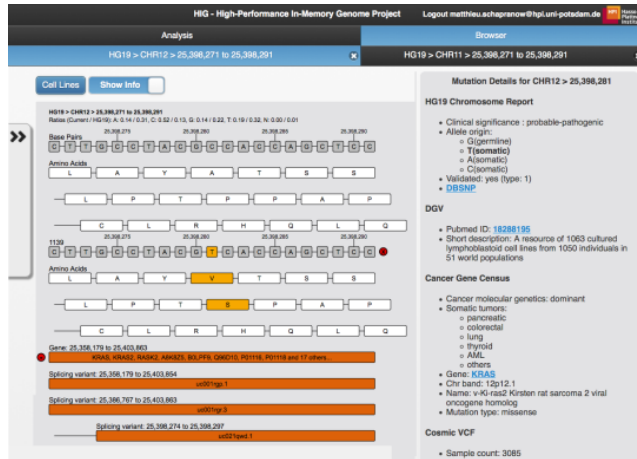 HIG - High-Performance In-Memory Genome Project
Logout matthieu.schapranow@hpi.uni-potsdam.de
HPI
Analysis
Browser
HG19 > CHR12 > 25,398,271 to 25,398,291
HG19 > CHR11 > 25,398,271 to 25,398,291
Cell Lines
Show Info
HG19 > CHR12 > 25,398,271 to 25,398,291
Ratios (Current / HG19): A: 0.14 / 0.31, C: 0.52 / 0.13, G: 0.14 / 0.22, T: 0.19 / 0.32, N: 0.00 / 0.01
25,398,275 25,398,280 25,398,285 25,398,290
Base Pairs
C T T G C C T A C G C C A C C A G C T C C
Amino Acids
L A Y A T S S
L P T P P A P
C L R H Q L Q
25,398,275 25,398,280 25,398,285 25,398,290
1139
C T T G C C T A C G T C A C C A G C T C C
Amino Acids
L A Y V T S S
L P T S P A P
C L R H Q L Q
Gene: 25,358,179 to 25,403,863
KRAS, KRAS2, RASK2, P01116, P01118 and 17 others...
Splicing variant: 25,358,179 to 25,403,854
uc001rgp.1
Splicing variant: 25,386,767 to 25,403,863
uc001rgr.3
Splicing variant: 25,398,274 to 25,398,297
Mutation Details for CHR12 > 25,398,281
HG19 Chromosome Report
Clinical significance : probable-pathogenic
Allele origin:
G(germline)
T(somatic)
A(somatic)
C(somatic)
Validated: yes (type: 1)
DBSNP
DGV
Pubmed ID: 18288195
Short description: A resource of 1063 cultured
lymphoblastoid cell lines from 1050 individuals in
51 world populations
Cancer Gene Census
Cancer molecular genetics: dominant
Somatic tumors:
pancreatic
colorectal
lung
thyroid
AML
others
Gene: KRAS
Chr band: 12p12.1
Name: v-Ki-ras2 Kirsten rat sarcoma 2 viral
oncogene homolog
Mutation type: missense
Cosmic VCF
Sample count: 3085